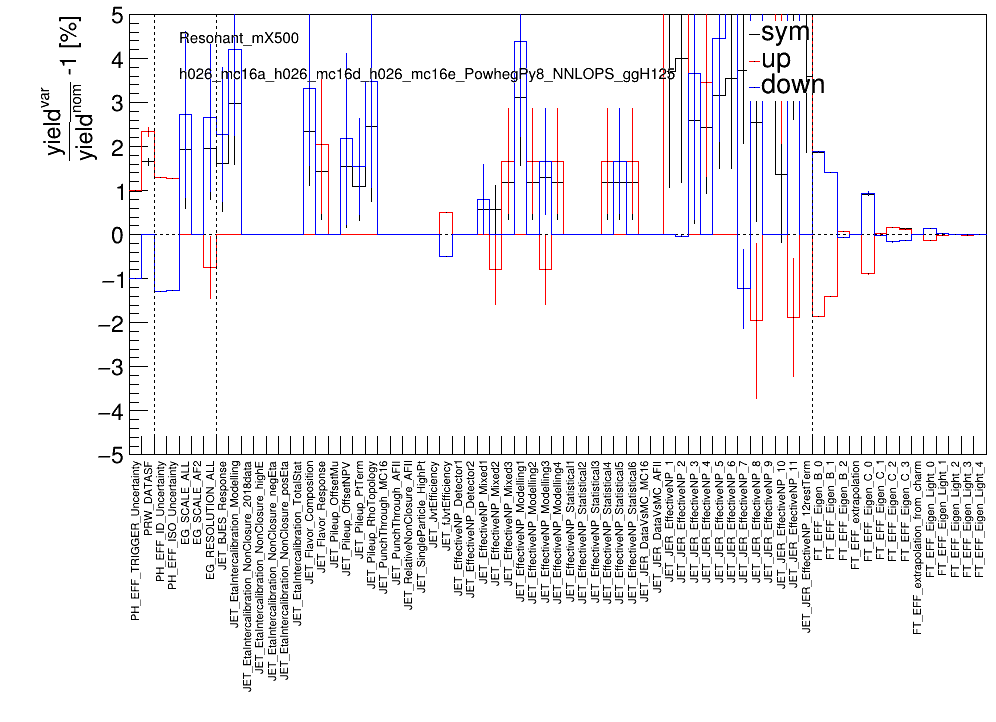 yield^var / yield^nom -1 [%]
5
4
3
2
1
0
−1
−2
−3
−4
−5
Resonant_mX500
h026_mc16a_h026_mc16d_h026_mc16e_PowhegPy8_NNLOPS_ggH125
sym
up
down
PH_EFF_TRIGGER_Uncertainty
PRW_DATASF
PH_EFF_ID_Uncertainty
PH_EFF_ISO_Uncertainty
EG_SCALE_ALL
EG_SCALE_AF2
EG_RESOLUTION_ALL
JET_BJES_Response
JET_EtaIntercalibration_Modelling
JET_EtaIntercalibration_NonClosure_2018data
JET_EtaIntercalibration_NonClosure_highE
JET_EtaIntercalibration_NonClosure_negEta
JET_EtaIntercalibration_NonClosure_posEta
JET_EtaIntercalibration_TotalStat
JET_Flavor_Composition
JET_Flavor_Response
JET_Pileup_OffsetMu
JET_Pileup_OffsetNPV
JET_Pileup_PtTerm
JET_Pileup_RhoTopology
JET_PunchThrough_MC16
JET_PunchThrough_AFII
JET_RelativeNonClosure_AFII
JET_SingleParticle_HighPt
JET_JvtEfficiency
JET_fJvtEfficiency
JET_EffectiveNP_Detector1
JET_EffectiveNP_Detector2
JET_EffectiveNP_Mixed1
JET_EffectiveNP_Mixed2
JET_EffectiveNP_Mixed3
JET_EffectiveNP_Modelling1
JET_EffectiveNP_Modelling2
JET_EffectiveNP_Modelling3
JET_EffectiveNP_Modelling4
JET_EffectiveNP_Statistical1
JET_EffectiveNP_Statistical2
JET_EffectiveNP_Statistical3
JET_EffectiveNP_Statistical4
JET_EffectiveNP_Statistical5
JET_EffectiveNP_Statistical6
JET_JER_DataVsMC_MC16
JET_JER_DataVsMC_AFII
JET_JER_EffectiveNP_1
JET_JER_EffectiveNP_2
JET_JER_EffectiveNP_3
JET_JER_EffectiveNP_4
JET_JER_EffectiveNP_5
JET_JER_EffectiveNP_6
JET_JER_EffectiveNP_7
JET_JER_EffectiveNP_8
JET_JER_EffectiveNP_9
JET_JER_EffectiveNP_10
JET_JER_EffectiveNP_11
JET_JER_EffectiveNP_12restTerm
FT_EFF_Eigen_B_0
FT_EFF_Eigen_B_1
FT_EFF_Eigen_B_2
FT_EFF_extrapolation
FT_EFF_Eigen_C_0
FT_EFF_Eigen_C_1
FT_EFF_Eigen_C_2
FT_EFF_Eigen_C_3
FT_EFF_extrapolation_from_charm
FT_EFF_Eigen_Light_0
FT_EFF_Eigen_Light_1
FT_EFF_Eigen_Light_2
FT_EFF_Eigen_Light_3
FT_EFF_Eigen_Light_4